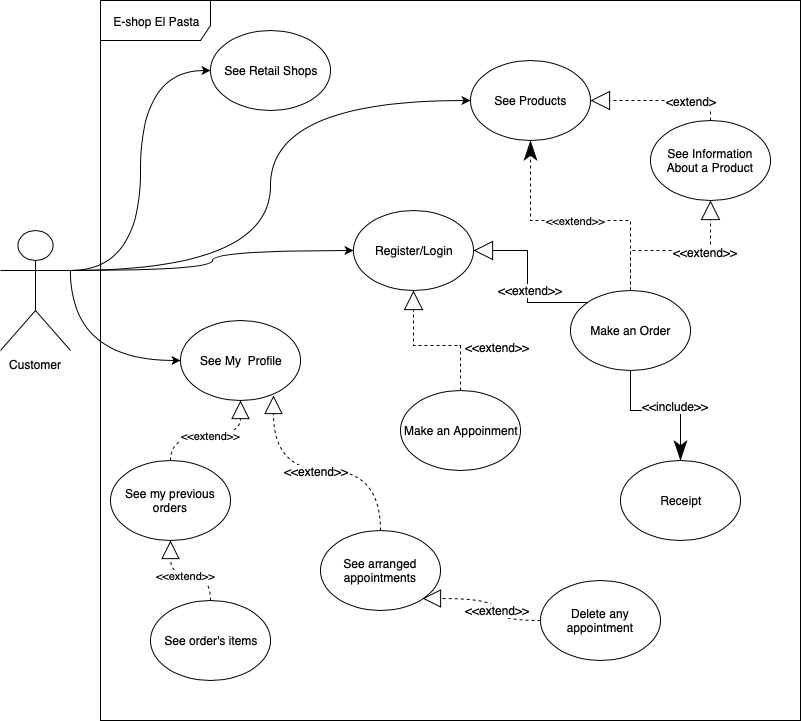 E-shop El Pasta
See Retail Shops
See Products
<extend>
See Information
About a Product
<<extend>>
Register/Login
<<extend>>
<<extend>>
Make an Order
Customer
See My Profile
<<extend>>
<<include>>
Make an Appoinment
<<extend>>
<<extend>>
See my previous
orders
Receipt
See arranged
appointments
<<extend>>
<<extend>>
Delete any
appointment
See order's items